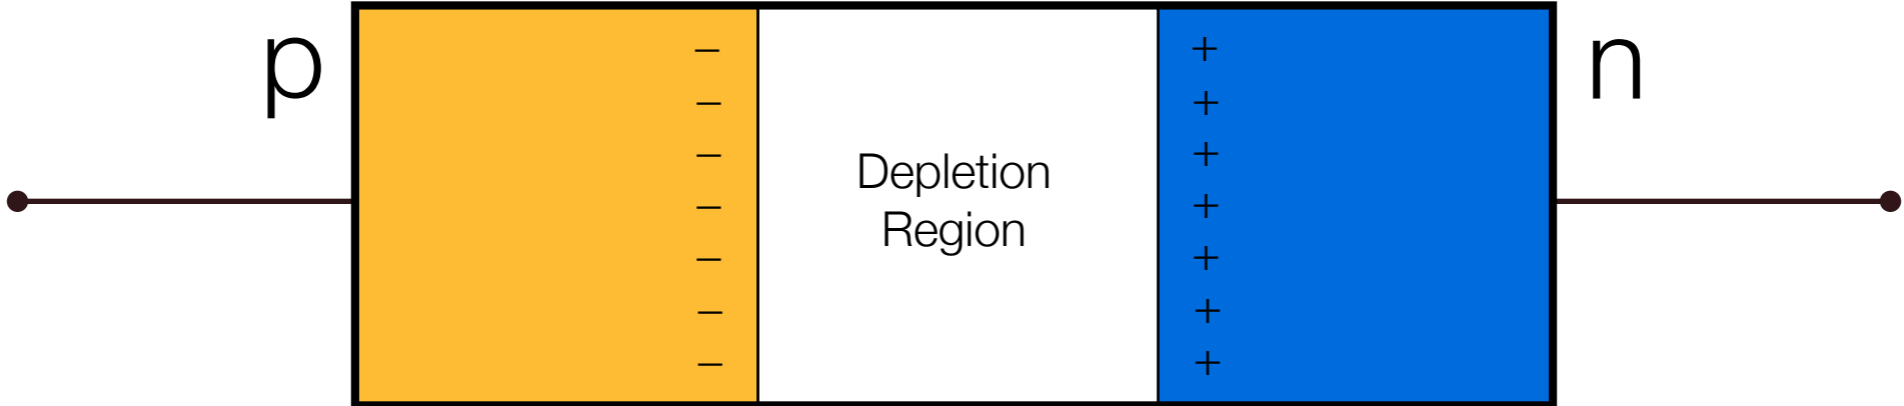 p
n
− +
− +
− +
− +
− +
− +
− +
Depletion
Region